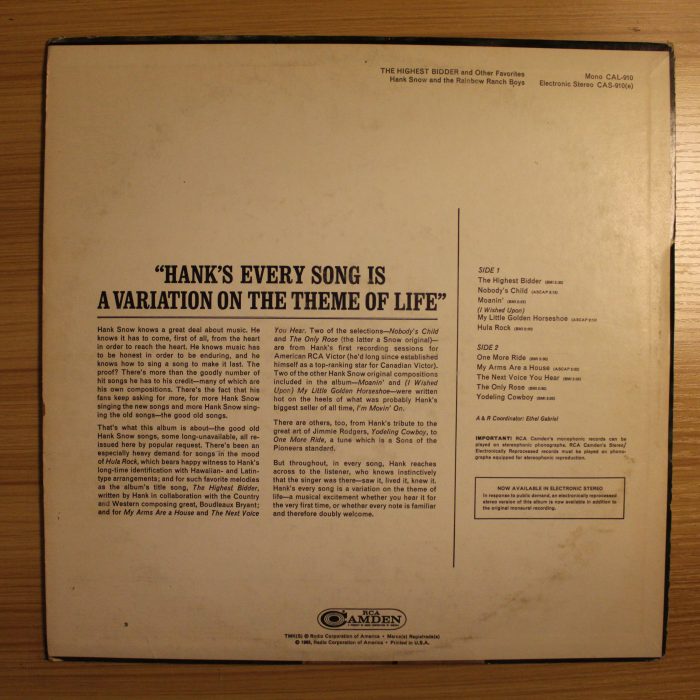 THE HIGHEST BIDDER and Other Favorites
Hank Snow and the Rainbow Ranch Boys
Mono CAL-910
Electronic Stereo CAS-910(e)
“HANK’S EVERY SONG IS
A VARIATION ON THE THEME OF LIFE”
Hank Snow knows a great deal about music. He
knows it has to come, first of all, from the heart
in order to reach the heart. He knows music has
to be honest in order to be enduring, and he
knows how to sing a song to make it last. The
proof? There's more than the goodly number of
hit songs he has to his credit—many of which are
his own compositions. There's the fact that his
fans keep asking for more, for more Hank Snow
singing the new songs and more Hank Snow sing-
ing the old songs—the good old songs.
That's what this album is about—the good old
Hank Snow songs, some long-unavailable, all re-
issued here by popular request. There's been an
especially heavy demand for songs in the mood
of Hula Rock, which bears happy witness to Hank's
long-time identification with Hawaiian- and Latin-
type arrangements; and for such favorite melodies
as the album's title song, The Highest Bidder,
written by Hank in collaboration with the Country
and Western composing great, Boudleaux Bryant;
and for My Arms Are a House and The Next Voice
You Hear. Two of the selections—Nobody's Child
and The Only Rose (the latter a Snow original)—
are from Hank's first recording sessions for
American RCA Victor (he'd long since established
himself as a top-ranking star for Canadian Victor).
Two of the other Hank Snow original compositions
included in the album—Moanin' and (I Wished
Upon) My Little Golden Horseshoe—were written
hot on the heels of what was probably Hank's
biggest seller of all time, I'm Movin' On.
There are others, too, from Hank's tribute to the
great art of Jimmie Rodgers, Yodeling Cowboy, to
One More Ride, a tune which is a Sons of the
Pioneers standard.
But throughout, in every song, Hank reaches
across to the listener, who knows instinctively
that the singer was there—saw it, lived it, knew it.
Hank's every song is a variation on the theme of
life—a musical excitement whether you hear it for
the very first time, or whether every note is familiar
and therefore doubly welcome.
SIDE 1
The Highest Bidder (BMI
Nobody's Child (ASCAP
Moanin' (BMI
(I Wished Upon)
My Little Golden Horseshoe (ASCAP
Hula Rock (BMI
SIDE 2
One More Ride (BMI
My Arms Are a House (ASCAP
The Next Voice You Hear (BMI
The Only Rose (BMI
Yodeling Cowboy (BMI
A & R Coordinator: Ethel Gabriel
IMPORTANT! RCA Camden's monophonic records can be
played on stereophonic phonographs. RCA Camden's Stereo/
Electronically Reprocessed records must be played on phono-
graphs equipped for stereophonic reproduction.
NOW AVAILABLE IN ELECTRONIC STEREO
In response to public demand, an electronically reprocessed
stereo version of this album is now available in addition to
the original monaural recording.
RCA
CAMDEN
TMK(S) ® Radio Corporation of America • Marca(s) Registrada(s)
Radio Corporation of America • Printed in U.S.A.